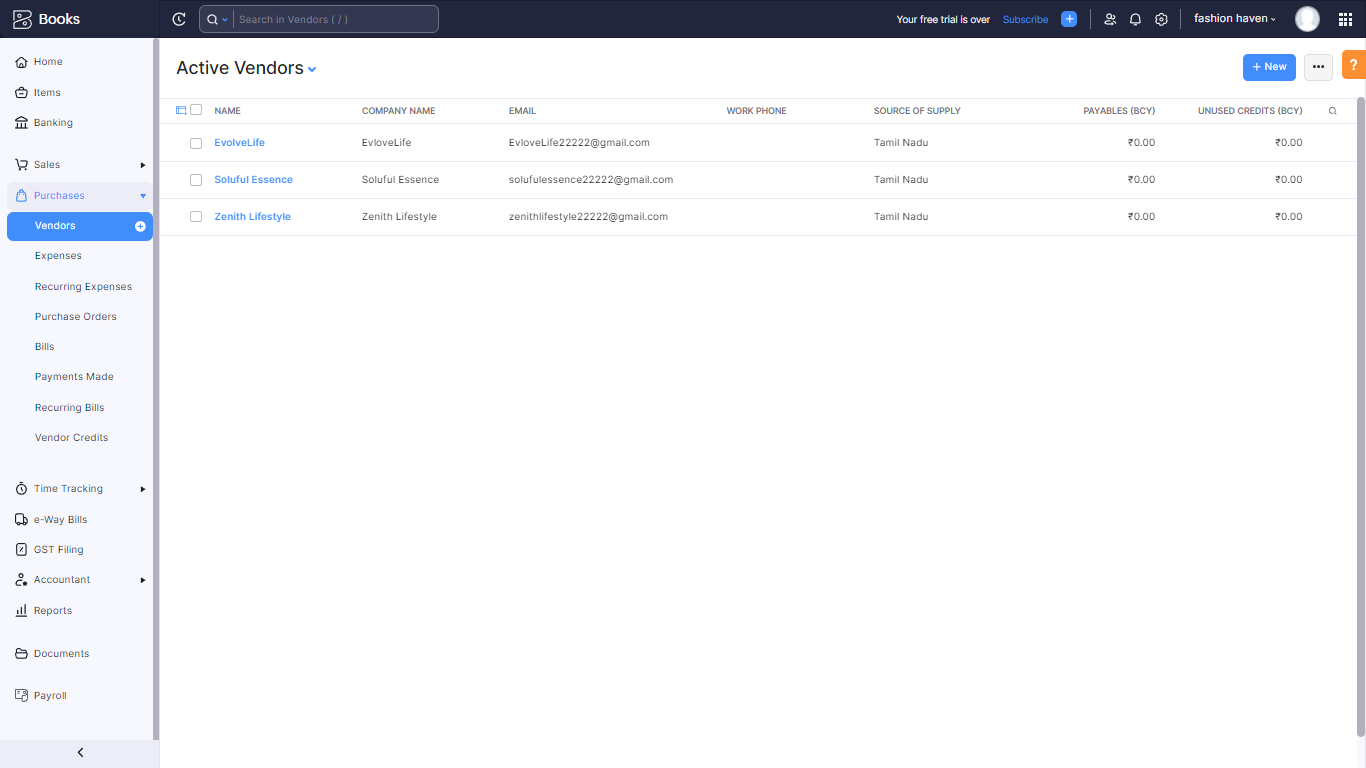 Books
Search in Vendors ( / )
Your free trial is over
Subscribe
fashion haven
Home
Items
Banking
Sales
Purchases
Vendors
Expenses
Recurring Expenses
Purchase Orders
Bills
Payments Made
Recurring Bills
Vendor Credits
Time Tracking
e-Way Bills
GST Filing
Accountant
Reports
Documents
Payroll
Active Vendors
+ New
?
NAME COMPANY NAME EMAIL WORK PHONE SOURCE OF SUPPLY PAYABLES (BCY) UNUSED CREDITS (BCY)
EvolveLife EvloveLife EvloveLife22222@gmail.com Tamil Nadu ₹0.00 ₹0.00
Soluful Essence Soluful Essence solufulessence22222@gmail.com Tamil Nadu ₹0.00 ₹0.00
Zenith Lifestyle Zenith Lifestyle zenithlifestyle22222@gmail.com Tamil Nadu ₹0.00 ₹0.00